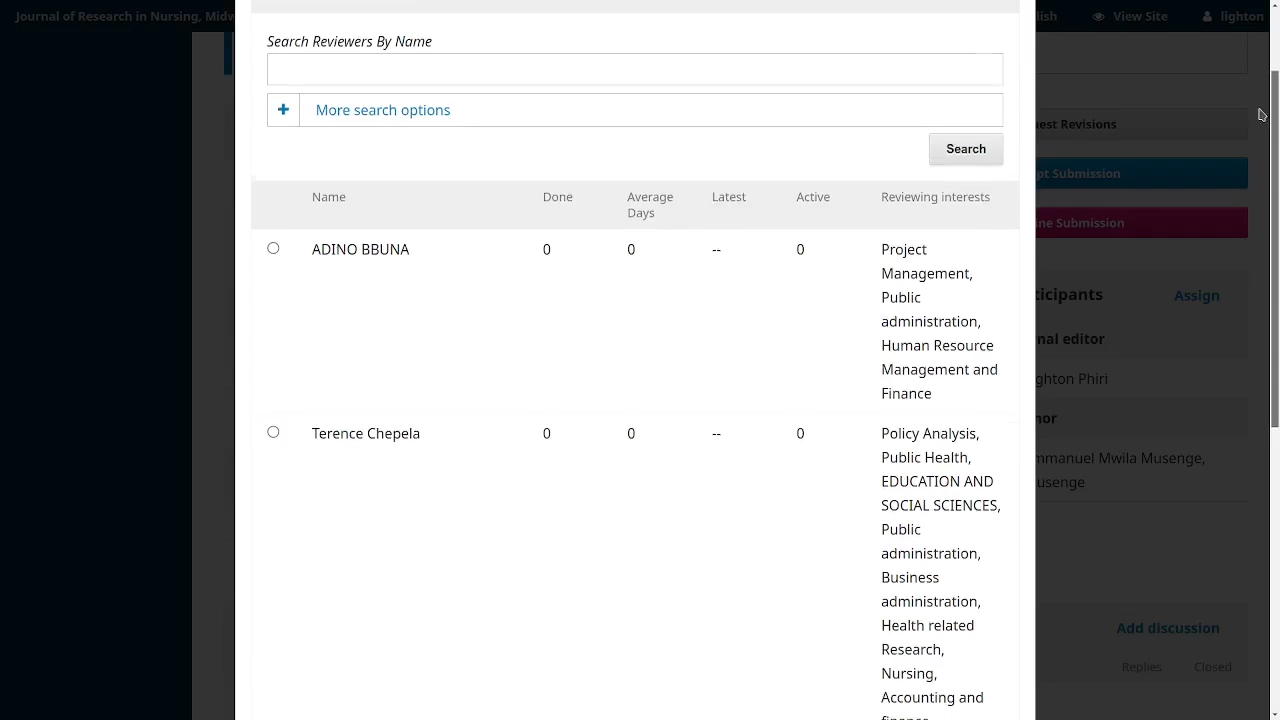 Journal of Research in Nursing, Midw
lish
View Site
lighton
Search Reviewers By Name
More search options
Search
est Revisions
pt Submission
ine Submission
Name
Done
Average Days
Latest
Active
Reviewing interests
ADINO BBUNA
0
0
--
0
Project
Management,
Public
administration,
Human Resource
Management and
Finance
ticipants
Assign
nal editor
ghton Phiri
nor
mmanuel Mwila Musenge,
usenge
Terence Chepela
0
0
--
0
Policy Analysis,
Public Health,
EDUCATION AND
SOCIAL SCIENCES,
Public
administration,
Business
administration,
Health related
Research,
Nursing,
Accounting and
finance
Add discussion
Replies
Closed